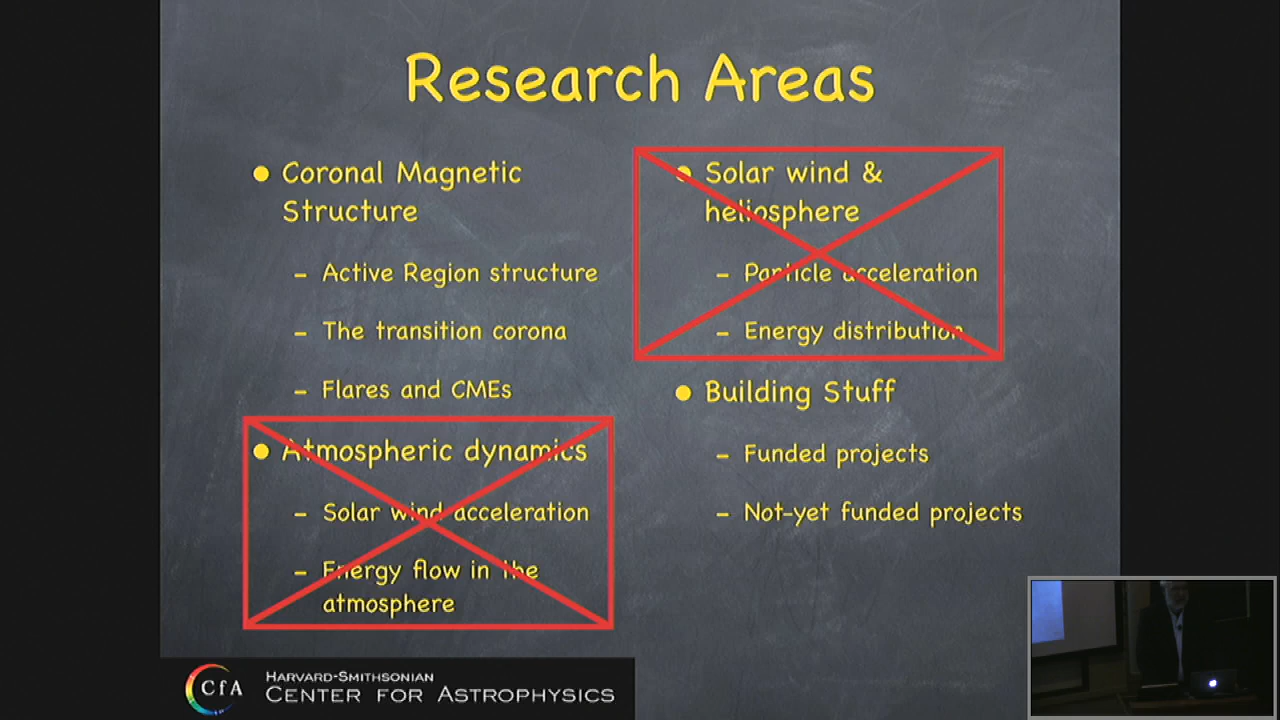 Research Areas
Coronal Magnetic
Structure
– Active Region structure
– The transition corona
– Flares and CMEs
Atmospheric dynamics
– Solar wind acceleration
– Energy flow in the
atmosphere
Solar wind &
heliosphere
– Particle acceleration
– Energy distribution
Building Stuff
– Funded projects
– Not-yet funded projects
CfA
HARVARD-SMITHSONIAN
CENTER FOR ASTROPHYSICS